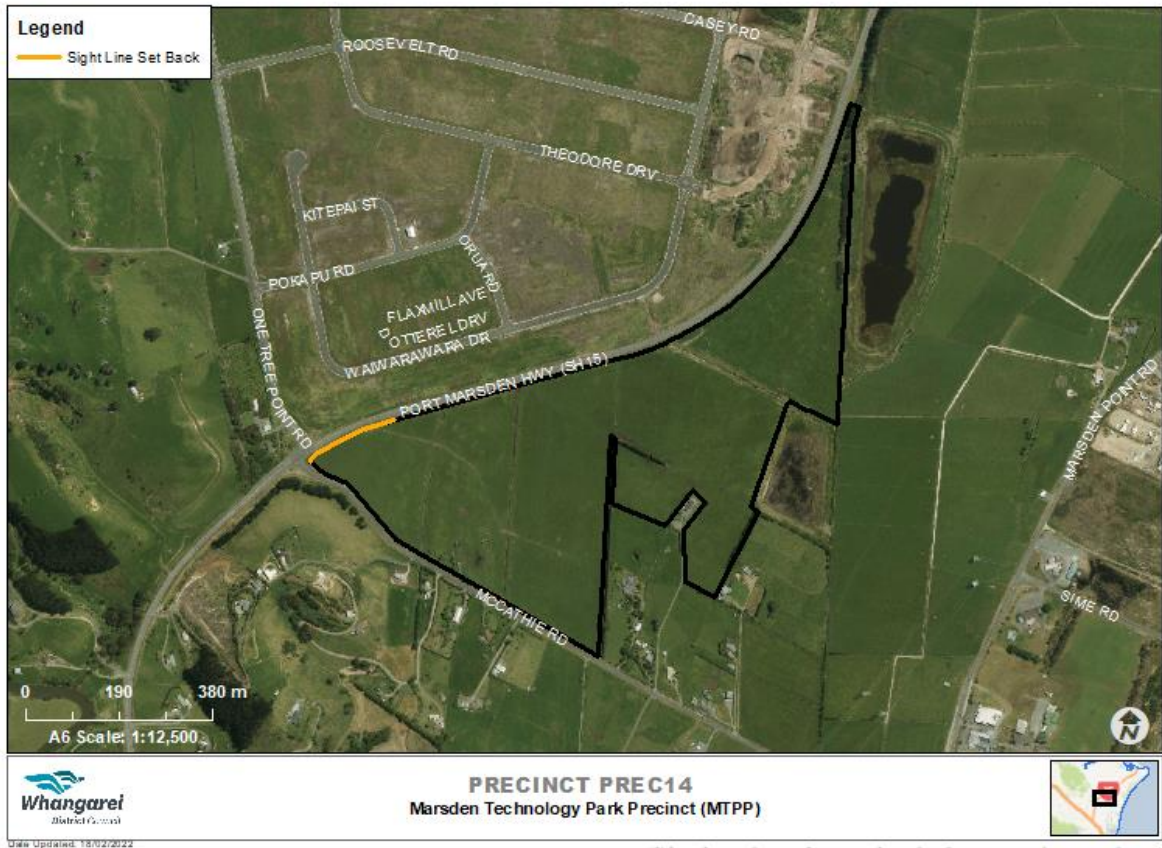 Legend
Sight Line Set Back
CASEY RD
ROOSEVELT RD
THEODORE DRV
KITEPAI ST
ORUA RD
POKAPU RD
FLAXMILL AVE
DOTTEREL DRV
WAIWARAWARA DR
ONE TREE POINT RD
PORT MARSDEN HWY (SH15)
MARSDEN POINT RD
SIME RD
MCCATHIE RD
0 190 380 m
A6 Scale: 1:12,500
N
Whangarei
District Council
PRECINCT PREC14
Marsden Technology Park Precinct (MTPP)
Date Updated: 18/02/2022